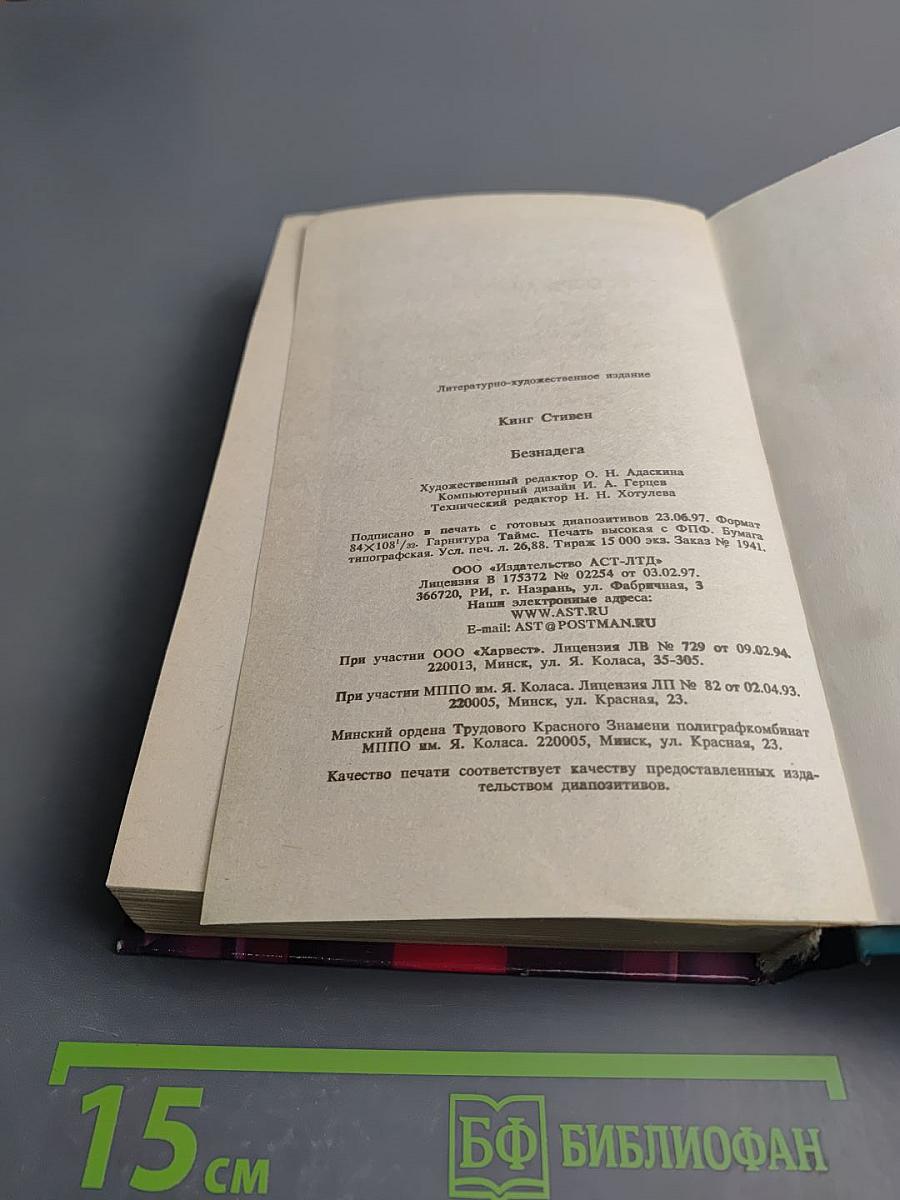 Литературно-художественное издание
Кинг Стивен
Безнадега
Художественный редактор О. Н. Адаскина
Компьютерный дизайн И. А. Герцев
Технический редактор Н. Н. Хотулева
Подписано в печать с готовых диапозитивов 23.06.97. Формат
84×108¹/₃₂. Гарнитура Таймс. Печать высокая с ФПФ. Бумага
типографская. Усл. печ. л. 26,88. Тираж 15 000 экз. Заказ № 1941.
ООО «Издательство АСТ-ЛТД»
Лицензия В 175372 № 02254 от 03.02.97.
366720, РИ, г. Назрань, ул. Фабричная, 3
Наши электронные адреса:
WWW.AST.RU
E-mail: AST@POSTMAN.RU
При участии ООО «Харвест». Лицензия ЛВ № 729 от 09.02.94.
220013, Минск, ул. Я. Коласа, 35-305.
При участии МППО им. Я. Коласа. Лицензия ЛП № 82 от 02.04.93.
220005, Минск, ул. Красная, 23.
Минский ордена Трудового Красного Знамени полиграфкомбинат
МППО им. Я. Коласа. 220005, Минск, ул. Красная, 23.
Качество печати соответствует качеству предоставленных изда-
тельством диапозитивов.
15 см
БФ БИБЛИОФАН